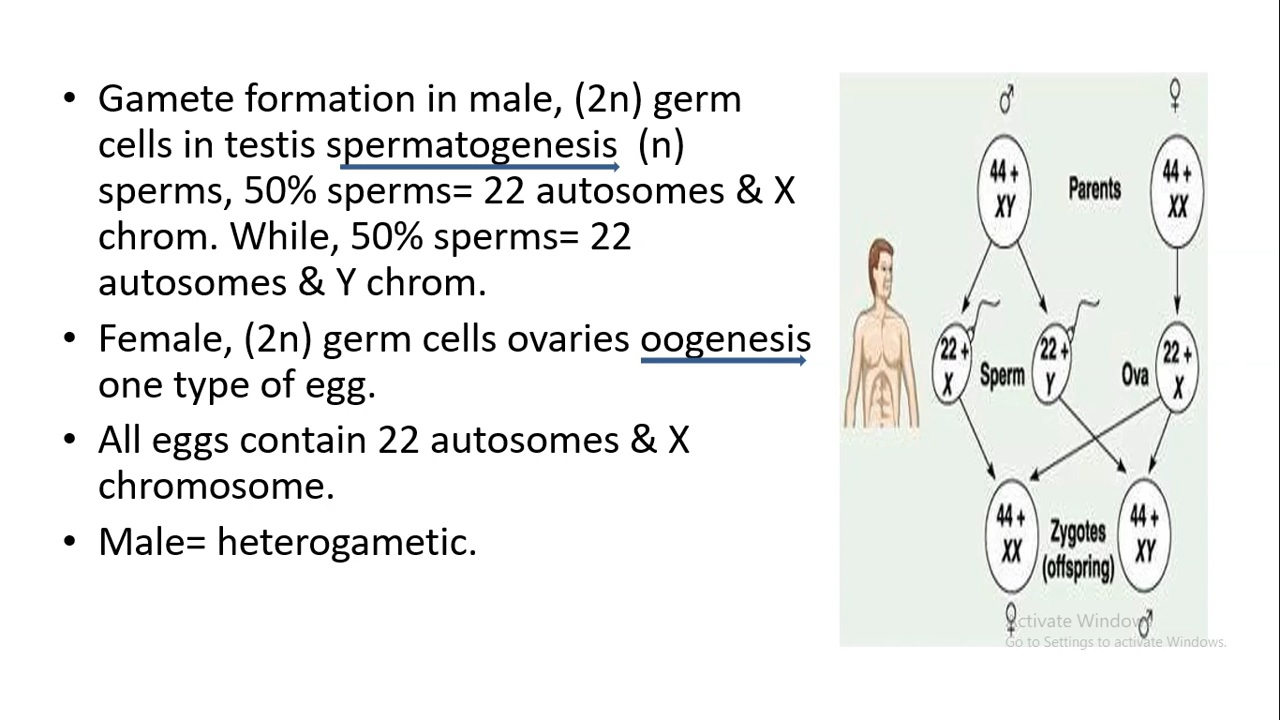 • Gamete formation in male, (2n) germ
cells in testis spermatogenesis (n)
sperms, 50% sperms= 22 autosomes & X
chrom. While, 50% sperms= 22
autosomes & Y chrom.
• Female, (2n) germ cells ovaries oogenesis
one type of egg.
• All eggs contain 22 autosomes & X
chromosome.
• Male= heterogametic.
♂ ♀
44 +
XY
Parents
44 +
XX
22 +
X
Sperm
22 +
Y
Ova
22 +
X
44 +
XX
Zygotes
(offspring)
44 +
XY
♀ ♂
Activate Windows
Go to Settings to activate Windows.